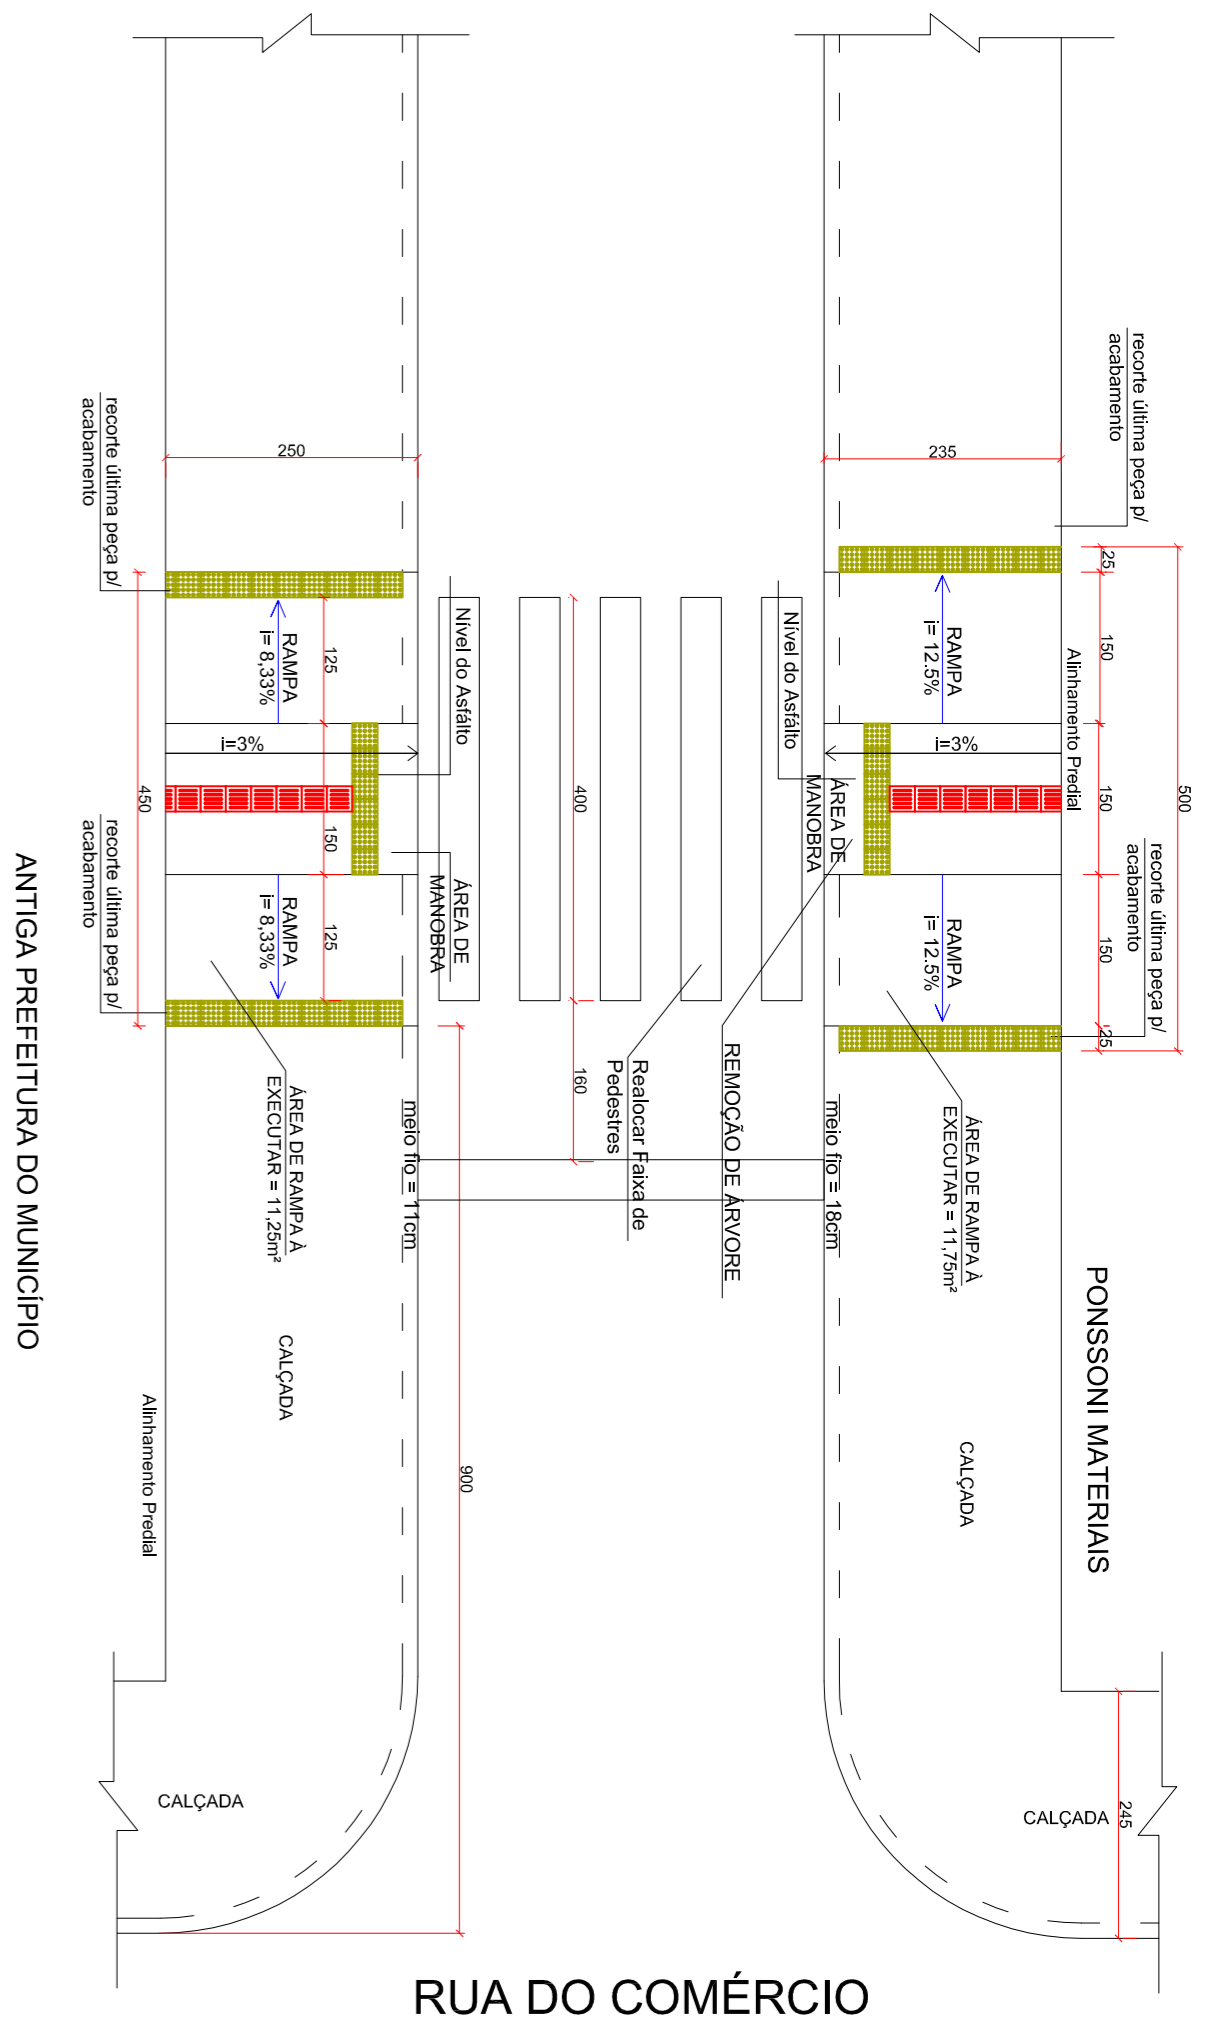 recorte última peça p/
acabamento
recorte última peça p/
acabamento
250
235
25
Alinhamento Predial
150
500
RAMPA
i= 8,33%
125
Nível do Asfálto
Nível do Asfálto
RAMPA
i= 12.5%
i=3%
i=3%
450
400
150
150
ÁREA DE
MANOBRA
ÁREA DE
MANOBRA
recorte última peça p/
acabamento
recorte última peça p/
acabamento
RAMPA
i= 8,33%
125
RAMPA
i= 12.5%
150
25
160
ANTIGA PREFEITURA DO MUNICÍPIO
ÁREA DE RAMPA À
EXECUTAR = 11,25m²
meio fio = 11cm
Realocar Faixa de
Pedestres
REMOÇÃO DE ÁRVORE
meio fio = 18cm
ÁREA DE RAMPA À
EXECUTAR = 11,75m²
PONSSONI MATERIAIS
CALÇADA
CALÇADA
Alinhamento Predial
900
CALÇADA
CALÇADA
245
RUA DO COMÉRCIO